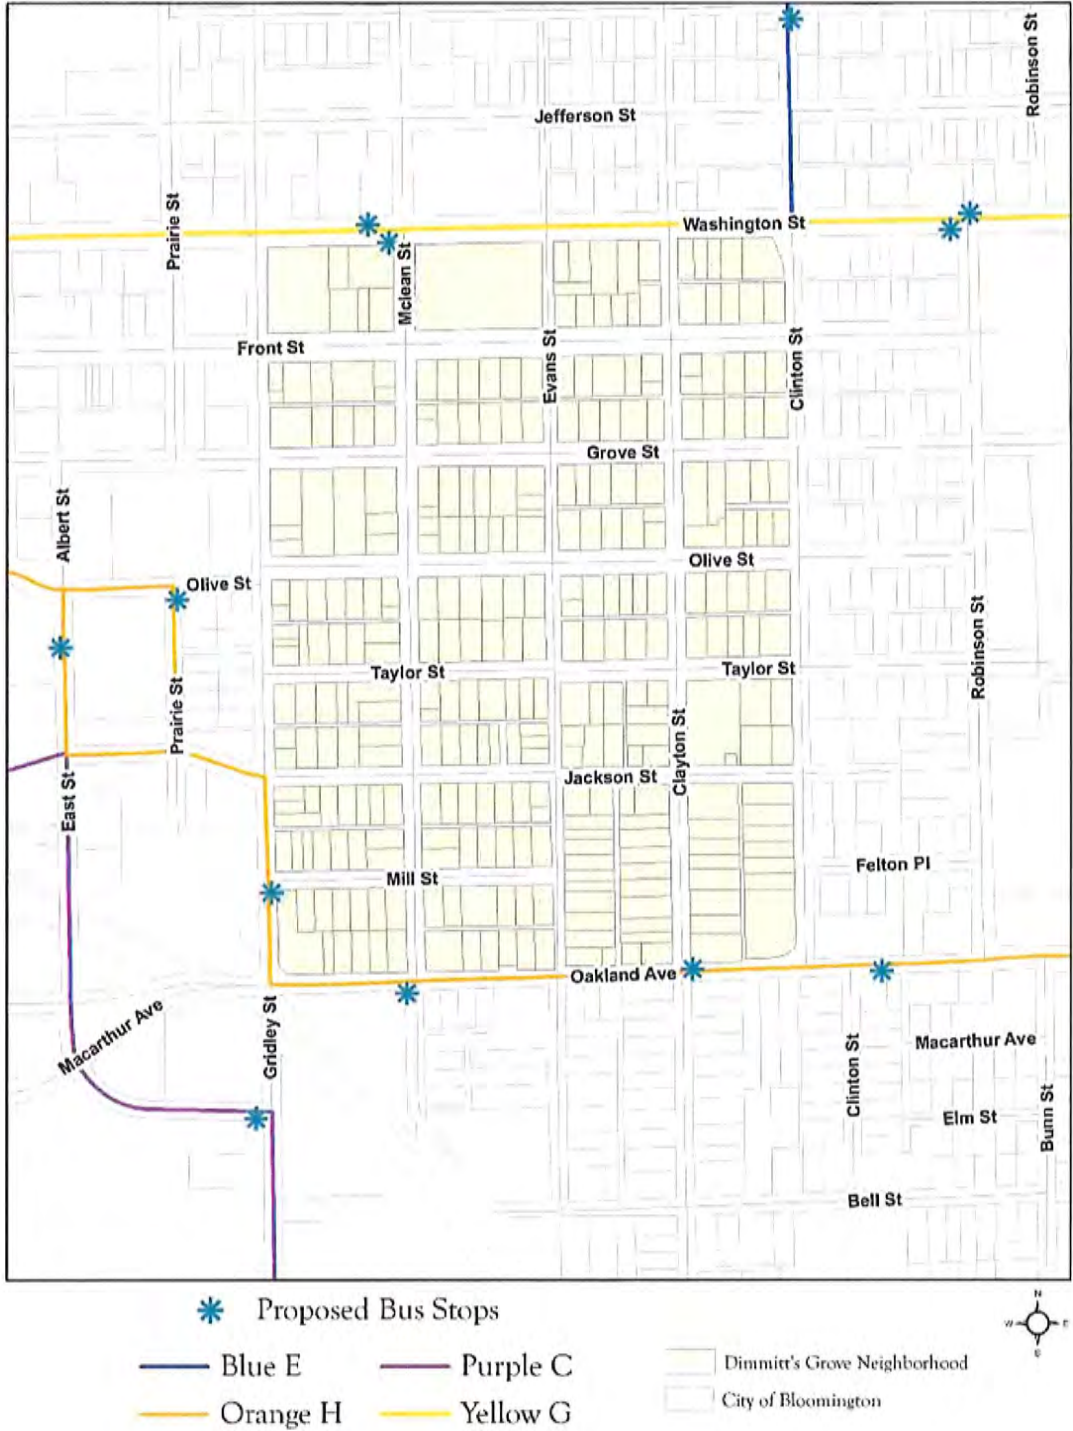 Robinson St
Jefferson St
Prairie St
Washington St
Mclean St
Front St
Evans St
Clinton St
Grove St
Albert St
Olive St
Olive St
Robinson St
Taylor St
Taylor St
Prairie St
Clayton St
Jackson St
East St
Felton Pl
Mill St
Oakland Ave
Gridley St
Macarthur Ave
Macarthur Ave
Clinton St
Elm St
Bunn St
Bell St
Proposed Bus Stops
N
W E
S
Blue E
Purple C
Dimmitt's Grove Neighborhood
Orange H
Yellow G
City of Bloomington